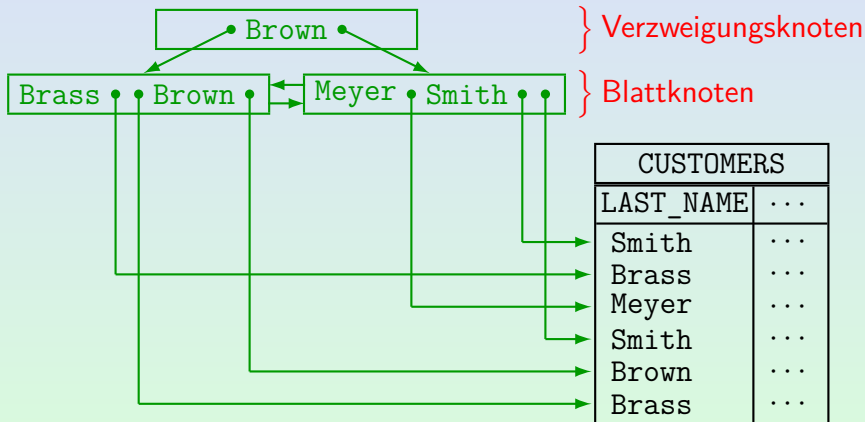 Brown
Verzweigungsknoten
Brass Brown
Meyer Smith
Blattknoten
CUSTOMERS
LAST_NAME ...
Smith ...
Brass ...
Meyer ...
Smith ...
Brown ...
Brass ...